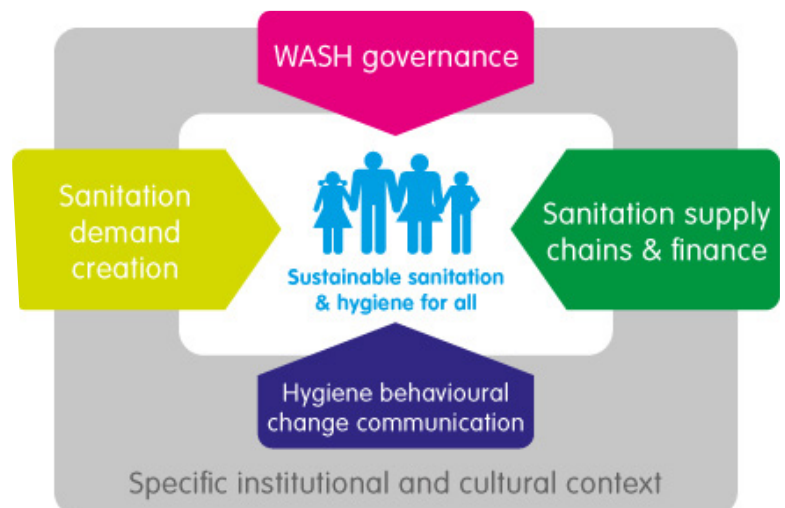 WASH governance
Sanitation
demand
creation
Sanitation supply
chains & finance
Sustainable sanitation
& hygiene for all
Hygiene behavioural
change communication
Specific institutional and cultural context